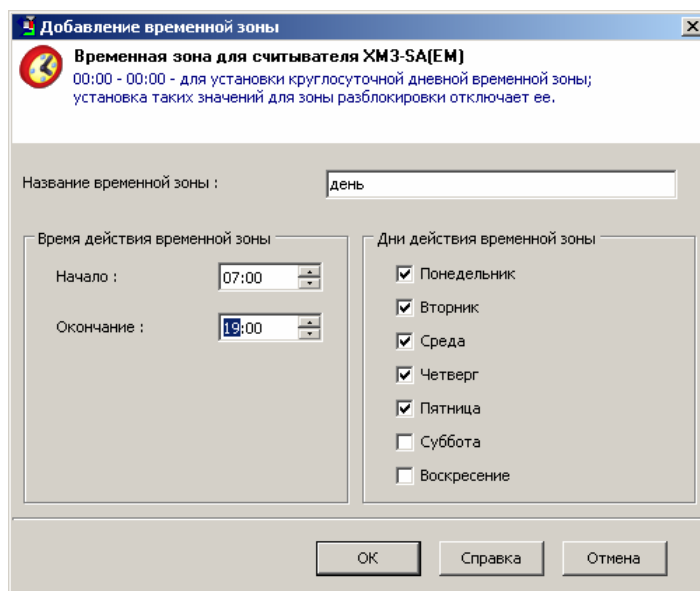 Добавление временной зоны
Временная зона для считывателя XM3-SA(EM)
00:00 - 00:00 - для установки круглосуточной дневной временной зоны;
установка таких значений для зоны разблокировки отключает ее.
Название временной зоны :
день
Время действия временной зоны
Начало :
07:00
Окончание :
19:00
Дни действия временной зоны
Понедельник
Вторник
Среда
Четверг
Пятница
Суббота
Воскресение
ОК
Справка
Отмена